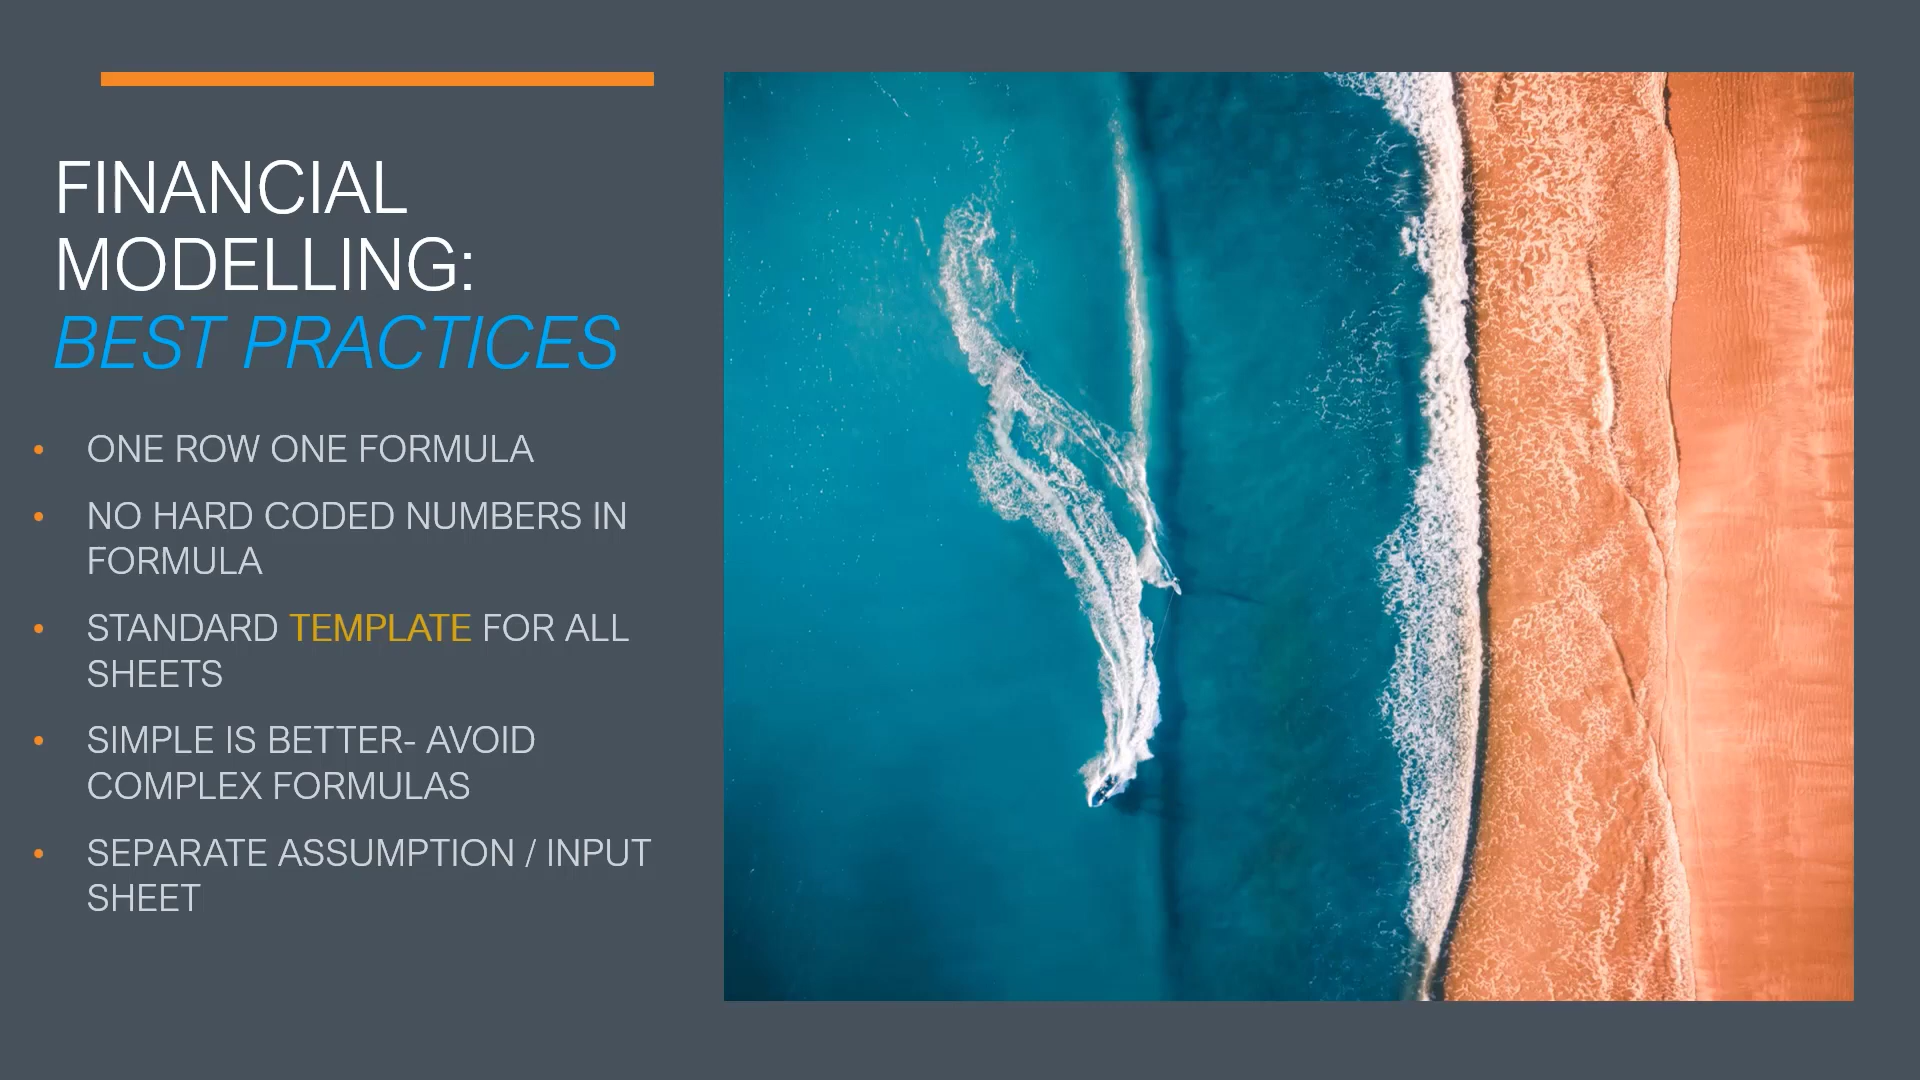 FINANCIAL
MODELLING:
BEST PRACTICES
• ONE ROW ONE FORMULA
• NO HARD CODED NUMBERS IN
FORMULA
• STANDARD TEMPLATE FOR ALL
SHEETS
• SIMPLE IS BETTER- AVOID
COMPLEX FORMULAS
• SEPARATE ASSUMPTION / INPUT
SHEET